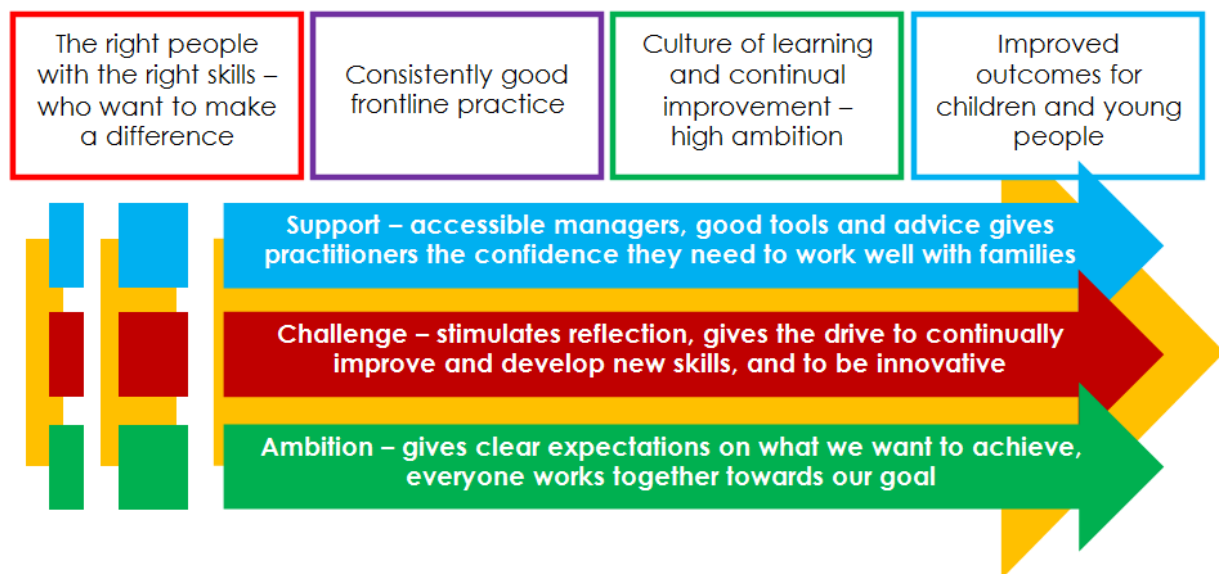 The right people
with the right skills –
who want to make
a difference
Consistently good
frontline practice
Culture of learning
and continual
improvement –
high ambition
Improved
outcomes for
children and young
people
Support – accessible managers, good tools and advice gives
practitioners the confidence they need to work well with families
Challenge – stimulates reflection, gives the drive to continually
improve and develop new skills, and to be innovative
Ambition – gives clear expectations on what we want to achieve,
everyone works together towards our goal